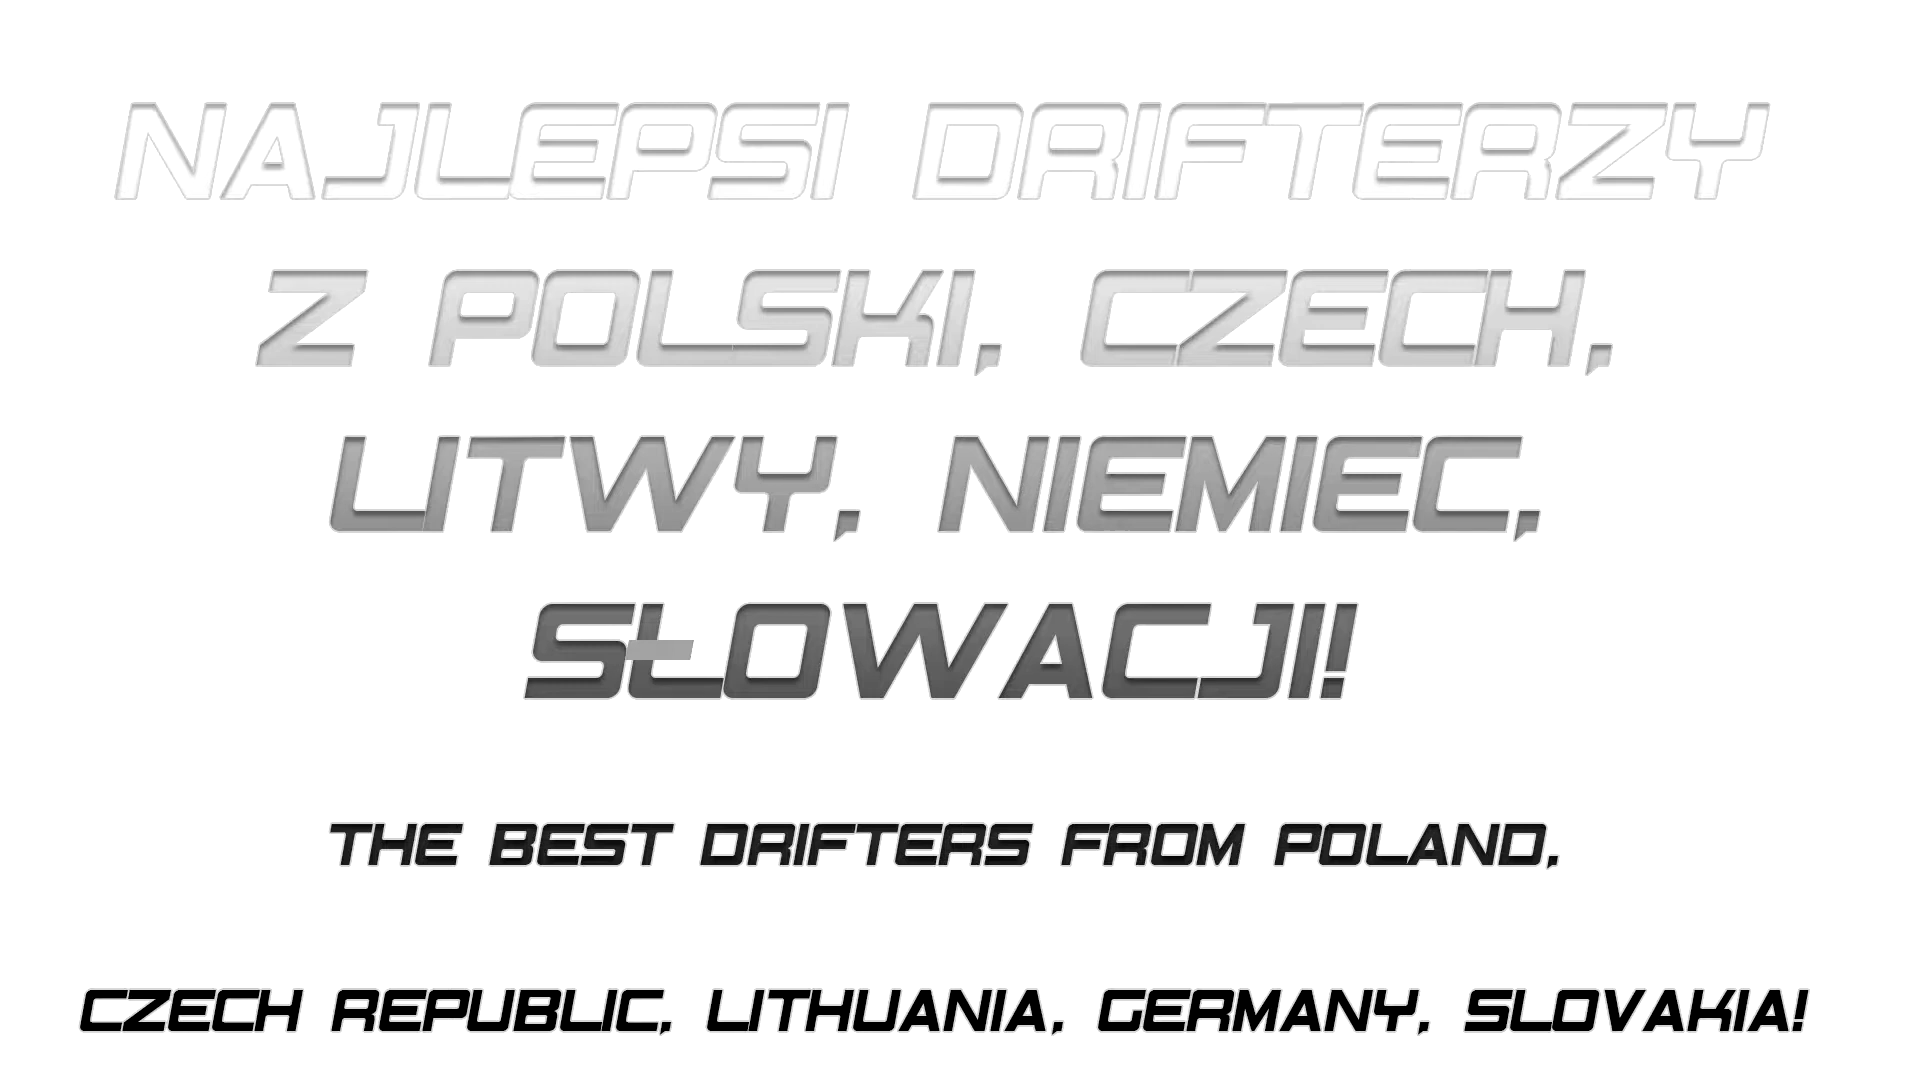 NAJLEPSI DRIFTERZY
Z POLSKI, CZECH,
LITWY, NIEMIEC,
SŁOWACJI!
THE BEST DRIFTERS FROM POLAND,
CZECH REPUBLIC, LITHUANIA, GERMANY, SLOVAKIA!